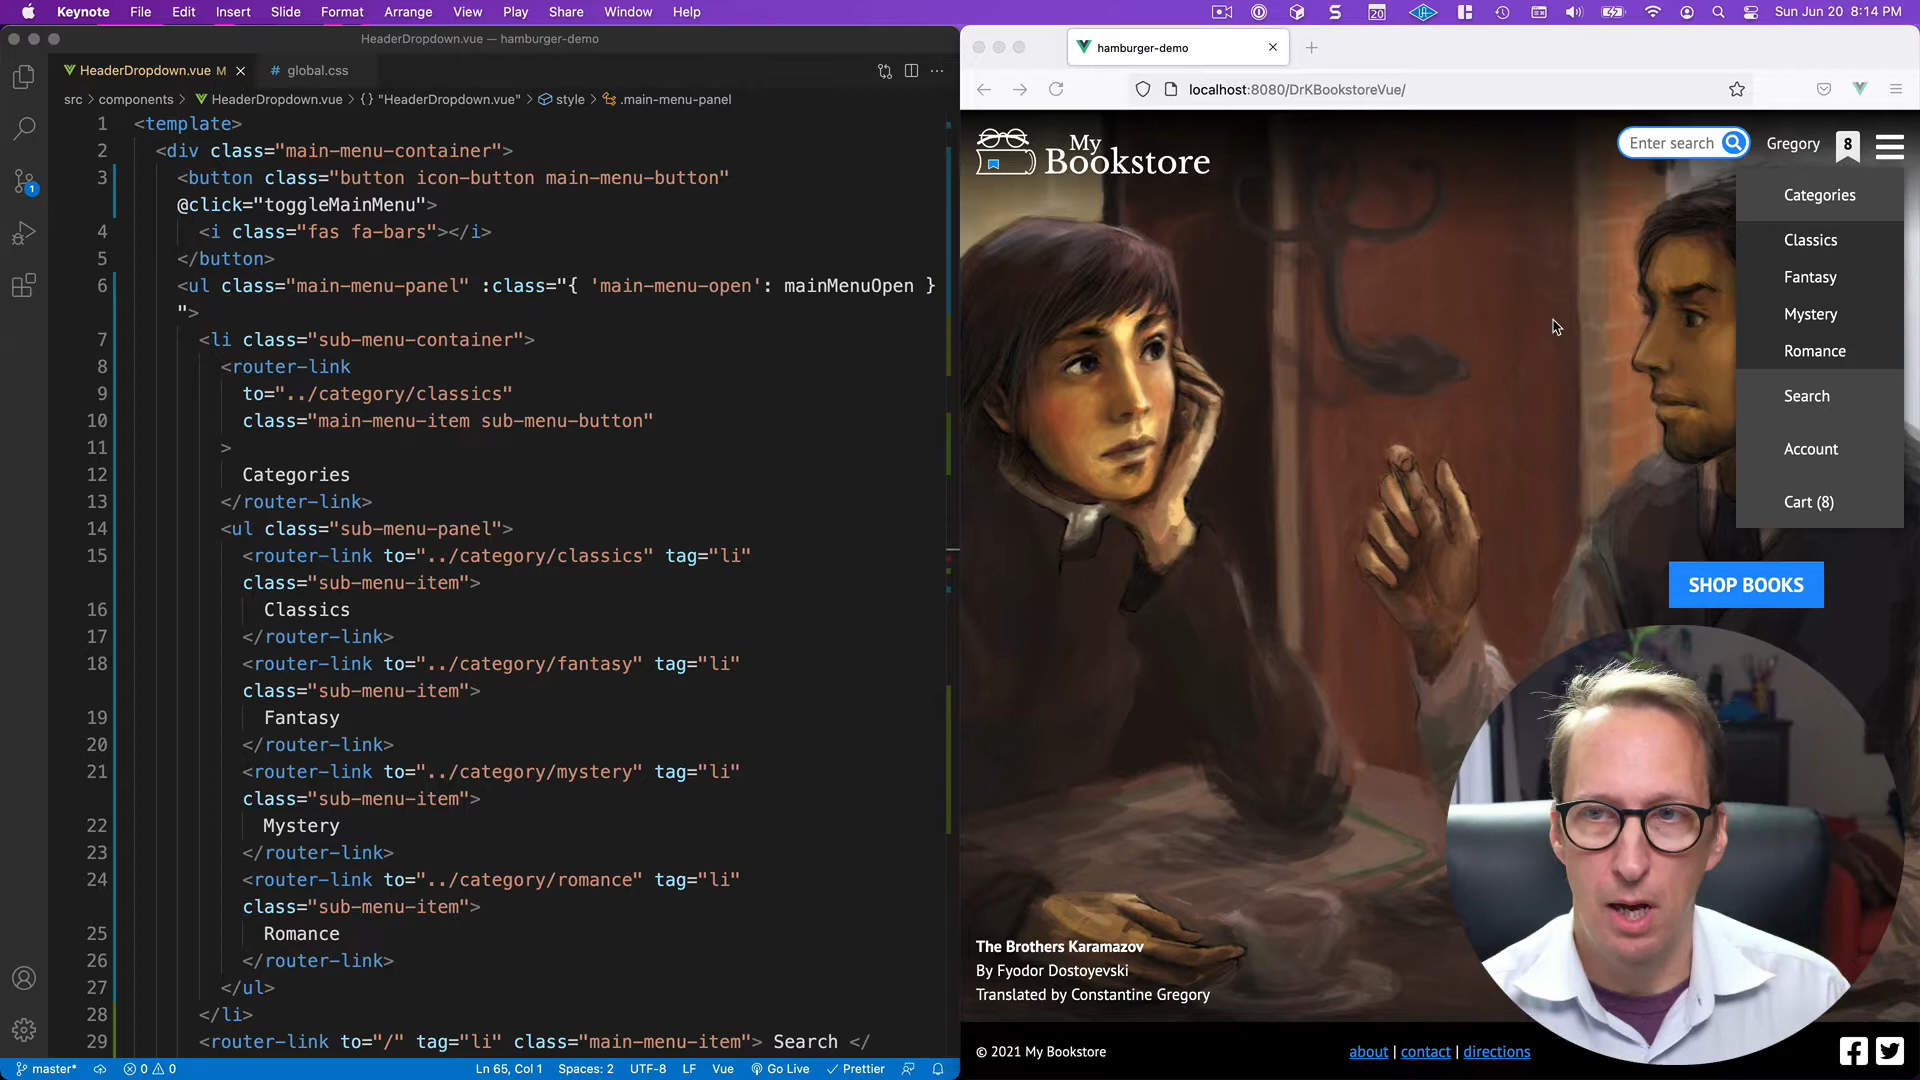 Keynote File Edit Insert Slide Format Arrange View Play Share Window Help
20
Sun Jun 20 8:14 PM
HeaderDropdown.vue — hamburger-demo
HeaderDropdown.vue M
global.css
src > components > HeaderDropdown.vue > {} "HeaderDropdown.vue" > style > .main-menu-panel
1 <template>
2 <div class="main-menu-container">
3 <button class="button icon-button main-menu-button"
@click="toggleMainMenu">
4 <i class="fas fa-bars"></i>
5 </button>
6 <ul class="main-menu-panel" :class="{ 'main-menu-open': mainMenuOpen }
">
7 <li class="sub-menu-container">
8 <router-link
9 to="../category/classics"
10 class="main-menu-item sub-menu-button"
11 >
12 Categories
13 </router-link>
14 <ul class="sub-menu-panel">
15 <router-link to="../category/classics" tag="li"
class="sub-menu-item">
16 Classics
17 </router-link>
18 <router-link to="../category/fantasy" tag="li"
class="sub-menu-item">
19 Fantasy
20 </router-link>
21 <router-link to="../category/mystery" tag="li"
class="sub-menu-item">
22 Mystery
23 </router-link>
24 <router-link to="../category/romance" tag="li"
class="sub-menu-item">
25 Romance
26 </router-link>
27 </ul>
28 </li>
29 <router-link to="/" tag="li" class="main-menu-item"> Search </
1
master* 0 0 Ln 65, Col 1 Spaces: 2 UTF-8 LF Vue Go Live Prettier
hamburger-demo
localhost:8080/DrKBookstoreVue/
My
Bookstore
Enter search
Gregory
8
Categories
Classics
Fantasy
Mystery
Romance
Search
Account
Cart (8)
SHOP BOOKS
The Brothers Karamazov
By Fyodor Dostoyevski
Translated by Constantine Gregory
© 2021 My Bookstore
about | contact | directions